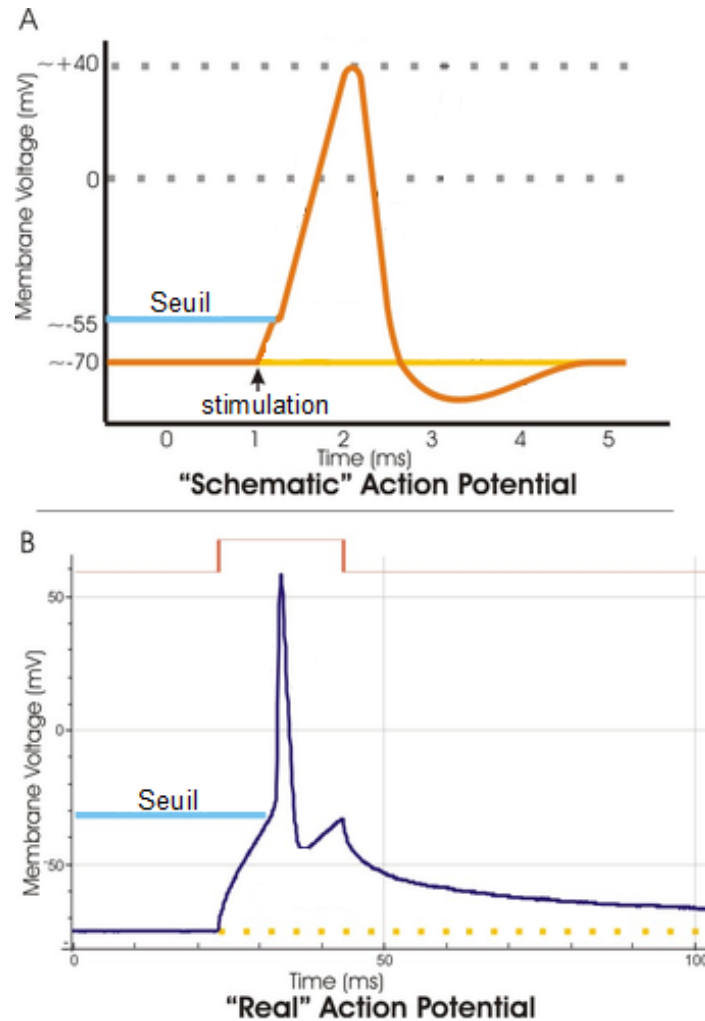 A
Membrane Voltage (mV)
~+40
0
~-55
~-70
Seuil
stimulation
0 1 2 3 4 5
Time (ms)
“Schematic” Action Potential
B
Membrane Voltage (mV)
50
0
-50
Seuil
0 50 100
Time (ms)
“Real” Action Potential